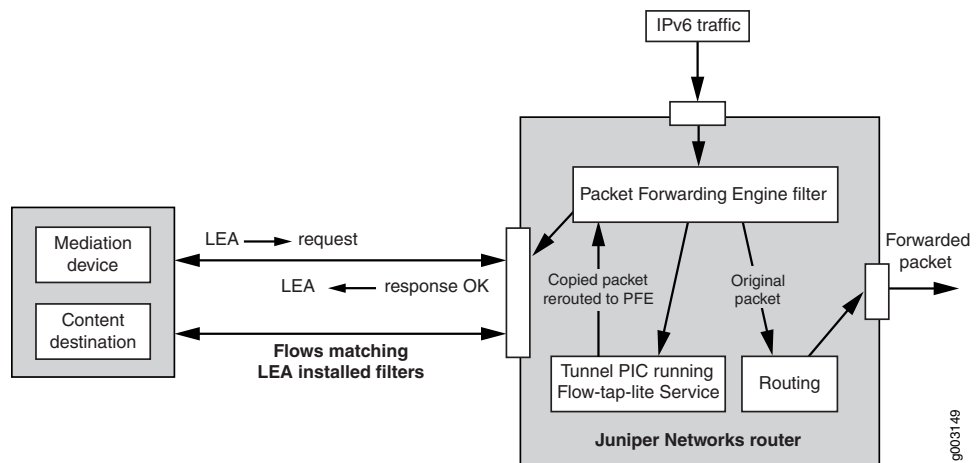 IPv6 traffic
Packet Forwarding Engine filter
Mediation
device
Content
destination
LEA
request
LEA
response OK
Flows matching
LEA installed filters
Copied packet
rerouted to PFE
Original
packet
Forwarded
packet
Tunnel PIC running
Flow-tap-lite Service
Routing
Juniper Networks router
g003149